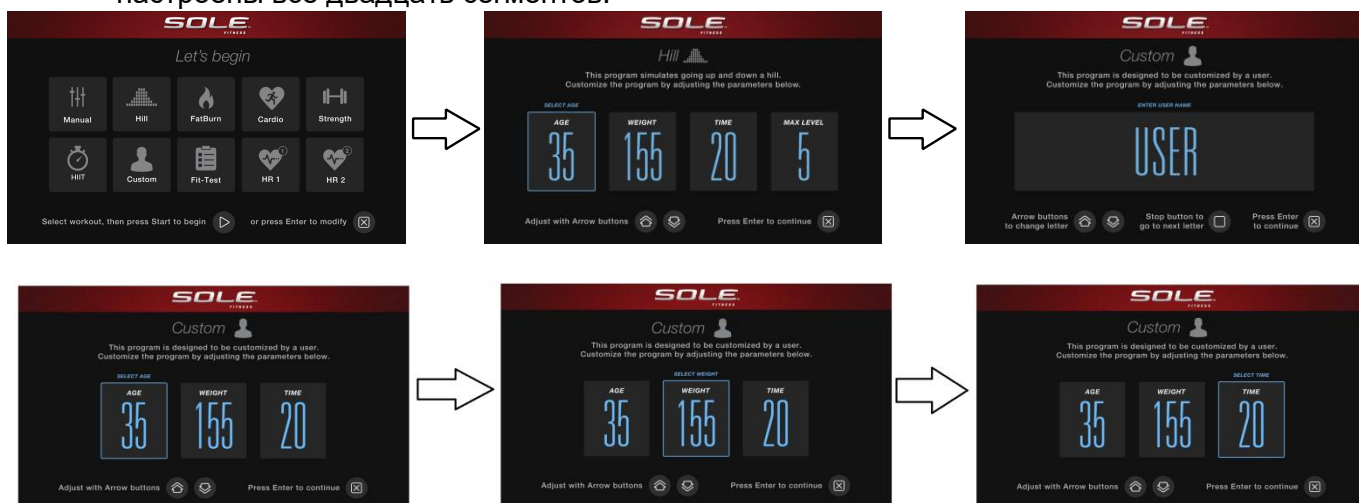 настроены все двадцать сегментов.
SOLE
FITNESS
Let's begin
Manual
Hill
FatBurn
Cardio
Strength
HIIT
Custom
Fit-Test
1
HR 1
2
HR 2
Select workout, then press Start to begin
or press Enter to modify
SOLE
FITNESS
Hill
This program simulates going up and down a hill.
Customize the program by adjusting the parameters below.
SELECT AGE
AGE
35
WEIGHT
155
TIME
20
MAX LEVEL
5
Adjust with Arrow buttons
Press Enter to continue
SOLE
FITNESS
Custom
This program is designed to be customized by a user.
Customize the program by adjusting the parameters below.
ENTER USER NAME
USER
Arrow buttons
to change letter
Stop button to
go to next letter
Press Enter
to continue
SOLE
FITNESS
Custom
This program is designed to be customized by a user.
Customize the program by adjusting the parameters below.
SELECT AGE
AGE
35
WEIGHT
155
TIME
20
Adjust with Arrow buttons
Press Enter to continue
SOLE
FITNESS
Custom
This program is designed to be customized by a user.
Customize the program by adjusting the parameters below.
SELECT WEIGHT
AGE
35
WEIGHT
155
TIME
20
Adjust with Arrow buttons
Press Enter to continue
SOLE
FITNESS
Custom
This program is designed to be customized by a user.
Customize the program by adjusting the parameters below.
SELECT TIME
AGE
35
WEIGHT
155
TIME
20
Adjust with Arrow buttons
Press Enter to continue